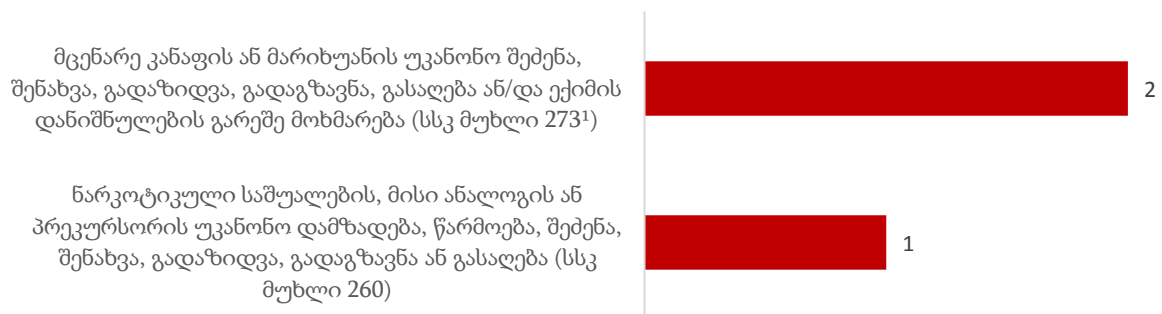 მცენარე კანაფის ან მარიხუანის უკანონო შეძენა,
შენახვა, გადაზიდვა, გადაგზავნა, გასაღება ან/და ექიმის
დანიშნულების გარეშე მოხმარება (სსკ მუხლი 273¹)
2
ნარკოტიკული საშუალების, მისი ანალოგის ან
პრეკურსორის უკანონო დამზადება, წარმოება, შეძენა,
შენახვა, გადაზიდვა, გადაგზავნა ან გასაღება (სსკ
მუხლი 260)
1